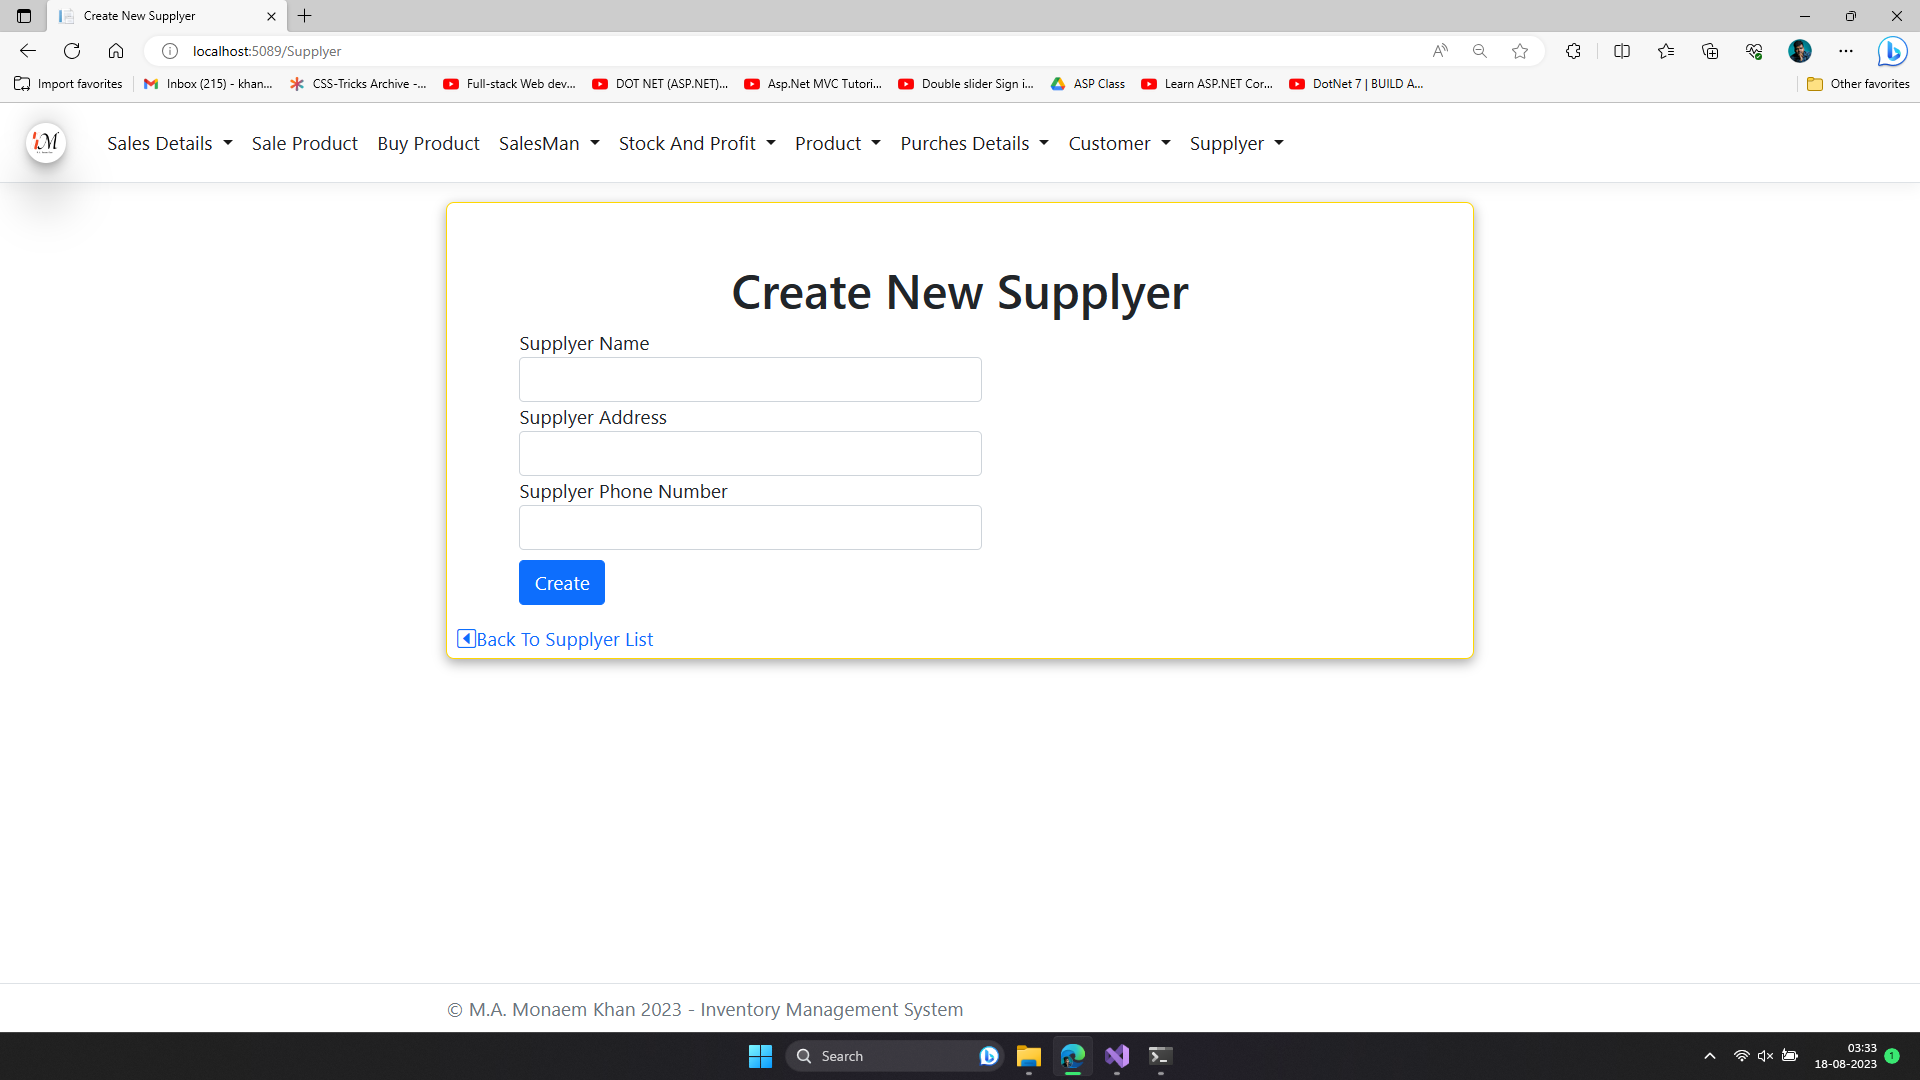 Create New Supplyer
localhost:5089/Supplyer
Import favorites
Inbox (215) - khan...
CSS-Tricks Archive -...
Full-stack Web dev...
DOT NET (ASP.NET)...
Asp.Net MVC Tutori...
Double slider Sign i...
ASP Class
Learn ASP.NET Cor...
DotNet 7 | BUILD A...
Other favorites
Sales Details
Sale Product
Buy Product
SalesMan
Stock And Profit
Product
Purches Details
Customer
Supplyer
Create New Supplyer
Supplyer Name
Supplyer Address
Supplyer Phone Number
Create
Back To Supplyer List
© M.A. Monaem Khan 2023 - Inventory Management System
Search
03:33
18-08-2023
1